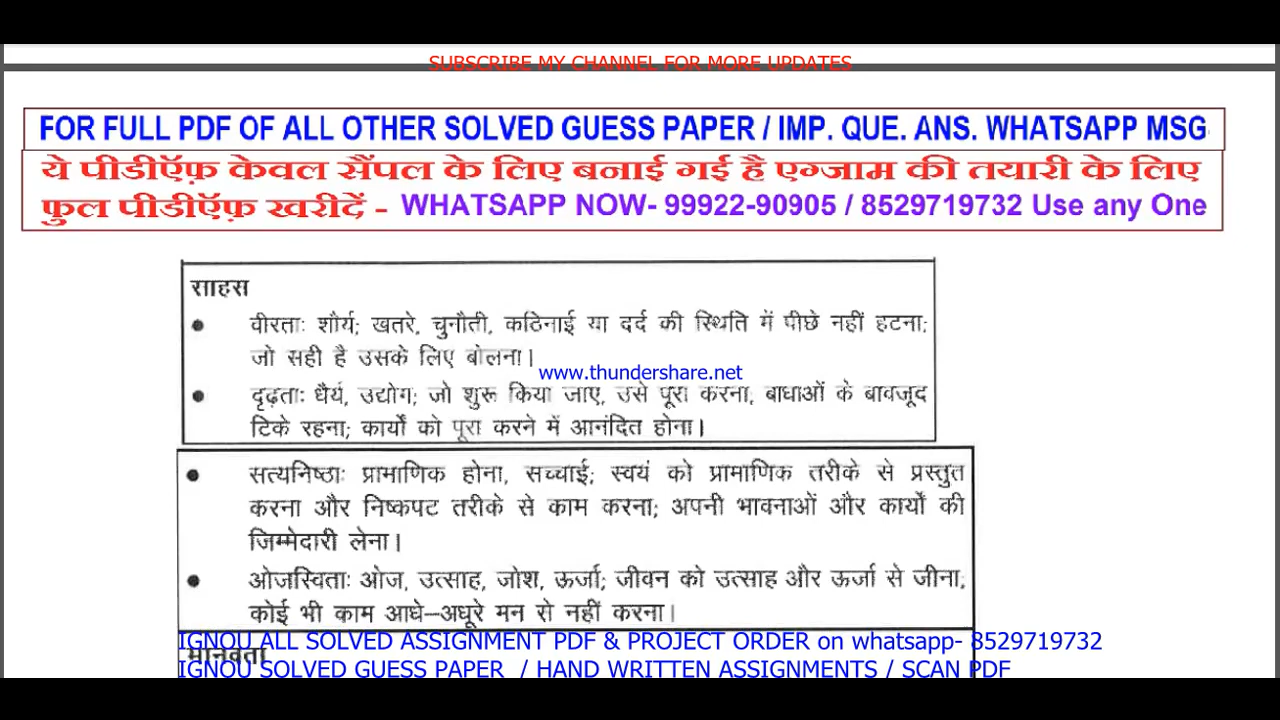 SUBSCRIBE MY CHANNEL FOR MORE UPDATES
FOR FULL PDF OF ALL OTHER SOLVED GUESS PAPER / IMP. QUE. ANS. WHATSAPP MSG
ये पीडीऍफ़ केवल सैंपल के लिए बनाई गई है एग्जाम की तयारी के लिए
फुल पीडीऍफ़ खरीदें - WHATSAPP NOW- 99922-90905 / 8529719732 Use any One
साहस
● वीरताः शौर्य; खतरे, चुनौती, कठिनाई या दर्द की स्थिति में पीछे नहीं हटना;
जो सही है उसके लिए बोलना।
www.thundershare.net
● दृढ़ताः धैर्य, उद्योग; जो शुरू किया जाए, उसे पूरा करना, बाधाओं के बावजूद
टिके रहना; कार्यों को पूरा करने में आनंदित होना।
● सत्यनिष्ठाः प्रामाणिक होना, सच्चाई; स्वयं को प्रामाणिक तरीके से प्रस्तुत
करना और निष्कपट तरीके से काम करना; अपनी भावनाओं और कार्यों की
जिम्मेदारी लेना।
● ओजस्विताः ओज, उत्साह, जोश, ऊर्जा; जीवन को उत्साह और ऊर्जा से जीना;
कोई भी काम आधे–अधूरे मन से नहीं करना।
IGNOU ALL SOLVED ASSIGNMENT PDF & PROJECT ORDER on whatsapp- 8529719732
मानवता
IGNOU SOLVED GUESS PAPER / HAND WRITTEN ASSIGNMENTS / SCAN PDF